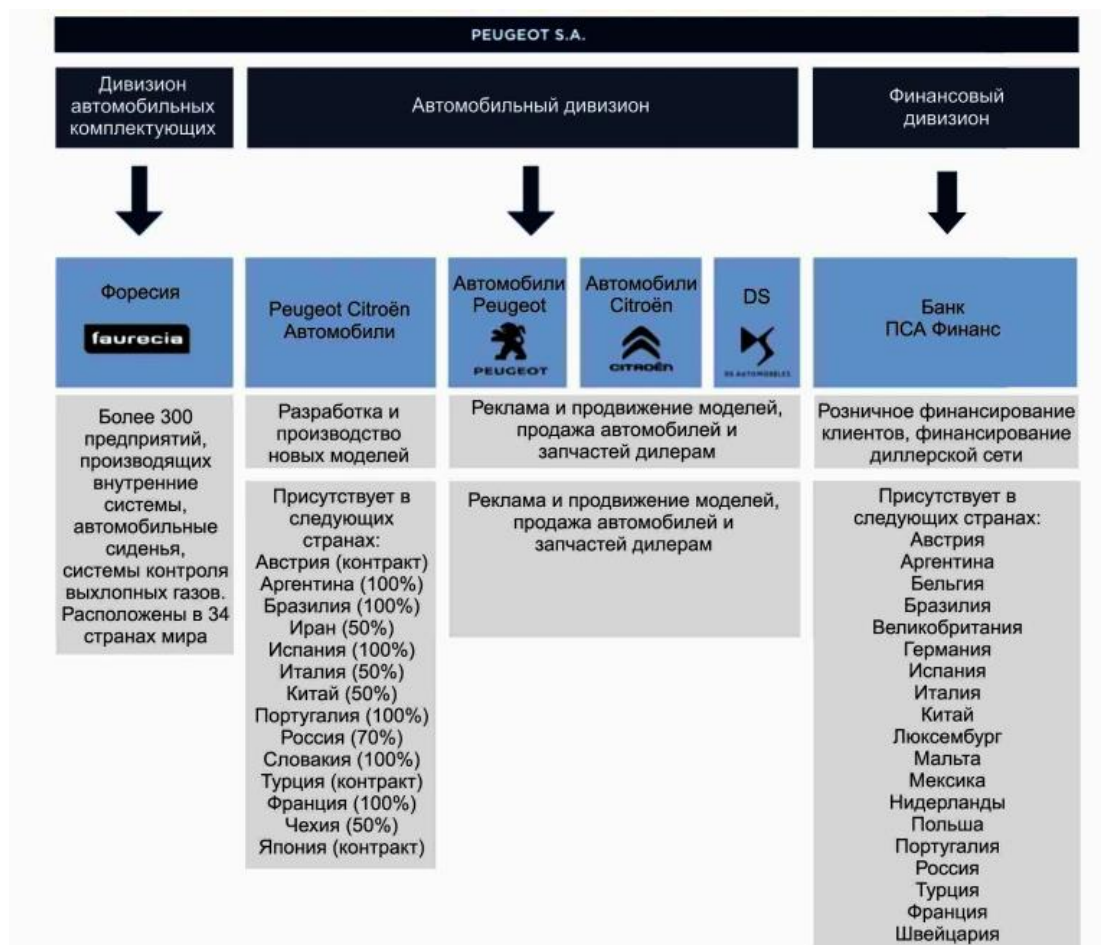 PEUGEOT S.A.
Дивизион
автомобильных
комплектующих
Автомобильный дивизион
Финансовый
дивизион
Форесия
faurecia
Peugeot Citroën
Автомобили
Автомобили
Peugeot
PEUGEOT
Автомобили
Citroën
CITROËN
DS
DS AUTOMOBILES
Банк
ПСА Финанс
Более 300
предприятий,
производящих
внутренние
системы,
автомобильные
сиденья,
системы контроля
выхлопных газов.
Расположены в 34
странах мира
Разработка и
производство
новых моделей
Присутствует в
следующих
странах:
Австрия (контракт)
Аргентина (100%)
Бразилия (100%)
Иран (50%)
Испания (100%)
Италия (50%)
Китай (50%)
Португалия (100%)
Россия (70%)
Словакия (100%)
Турция (контракт)
Франция (100%)
Чехия (50%)
Япония (контракт)
Реклама и продвижение моделей,
продажа автомобилей и
запчастей дилерам
Реклама и продвижение моделей,
продажа автомобилей и
запчастей дилерам
Розничное финансирование
клиентов, финансирование
диллерской сети
Присутствует в
следующих странах:
Австрия
Аргентина
Бельгия
Бразилия
Великобритания
Германия
Испания
Италия
Китай
Люксембург
Мальта
Мексика
Нидерланды
Польша
Португалия
Россия
Турция
Франция
Швейцария